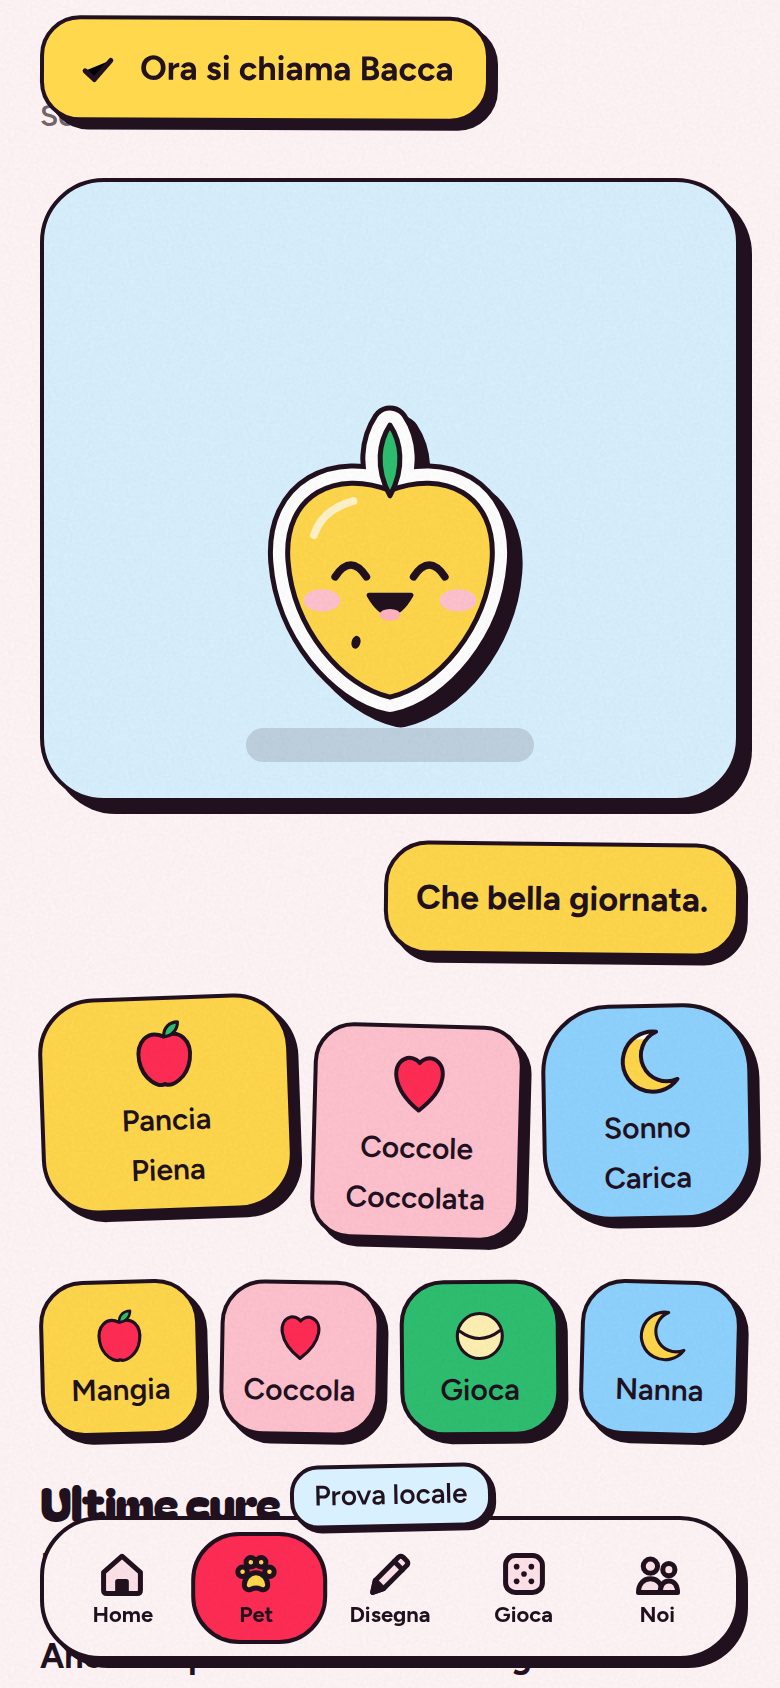 Ora si chiama Bacca
Che bella giornata.
Pancia
Piena
Coccole
Coccolata
Sonno
Carica
Mangia
Coccola
Gioca
Nanna
Ultime cure
Prova locale
Home
Pet
Disegna
Gioca
Noi